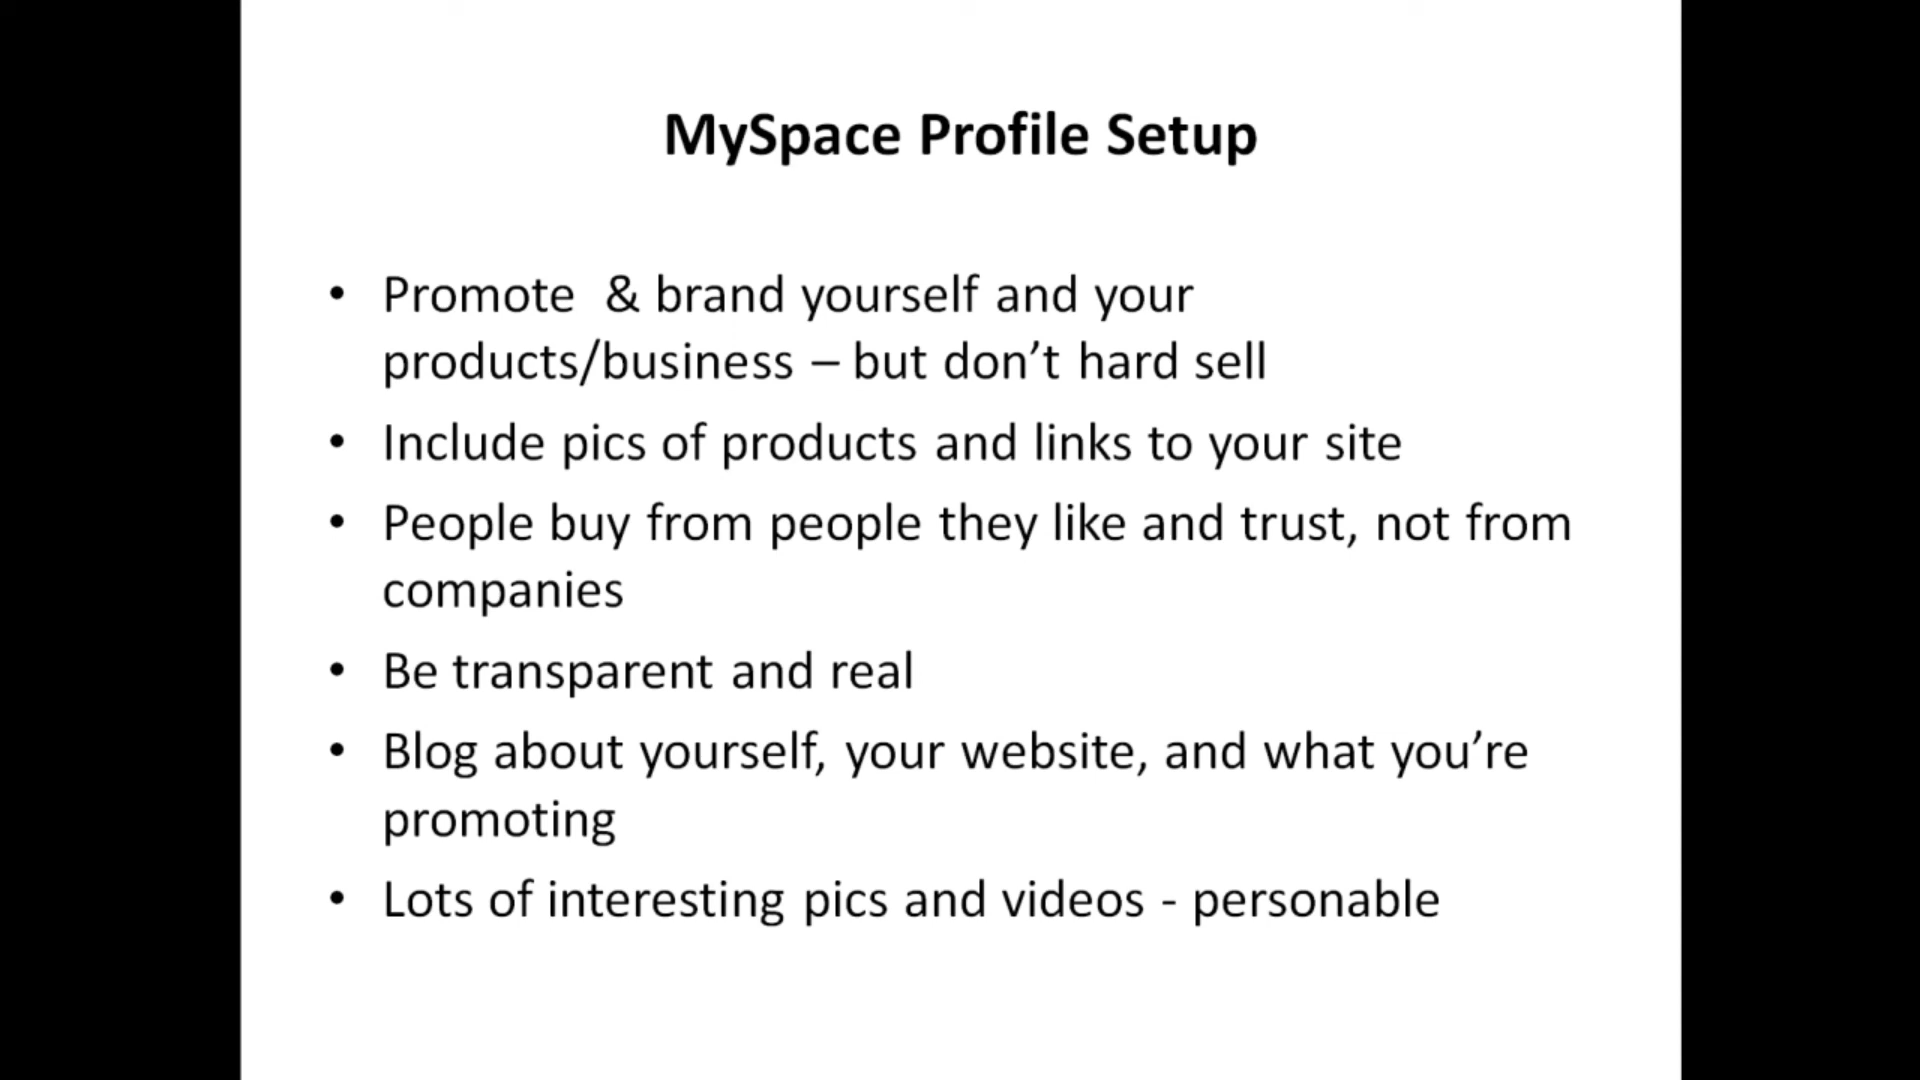 MySpace Profile Setup
• Promote  & brand yourself and your
products/business – but don’t hard sell
• Include pics of products and links to your site
• People buy from people they like and trust, not from
companies
• Be transparent and real
• Blog about yourself, your website, and what you’re
promoting
• Lots of interesting pics and videos - personable